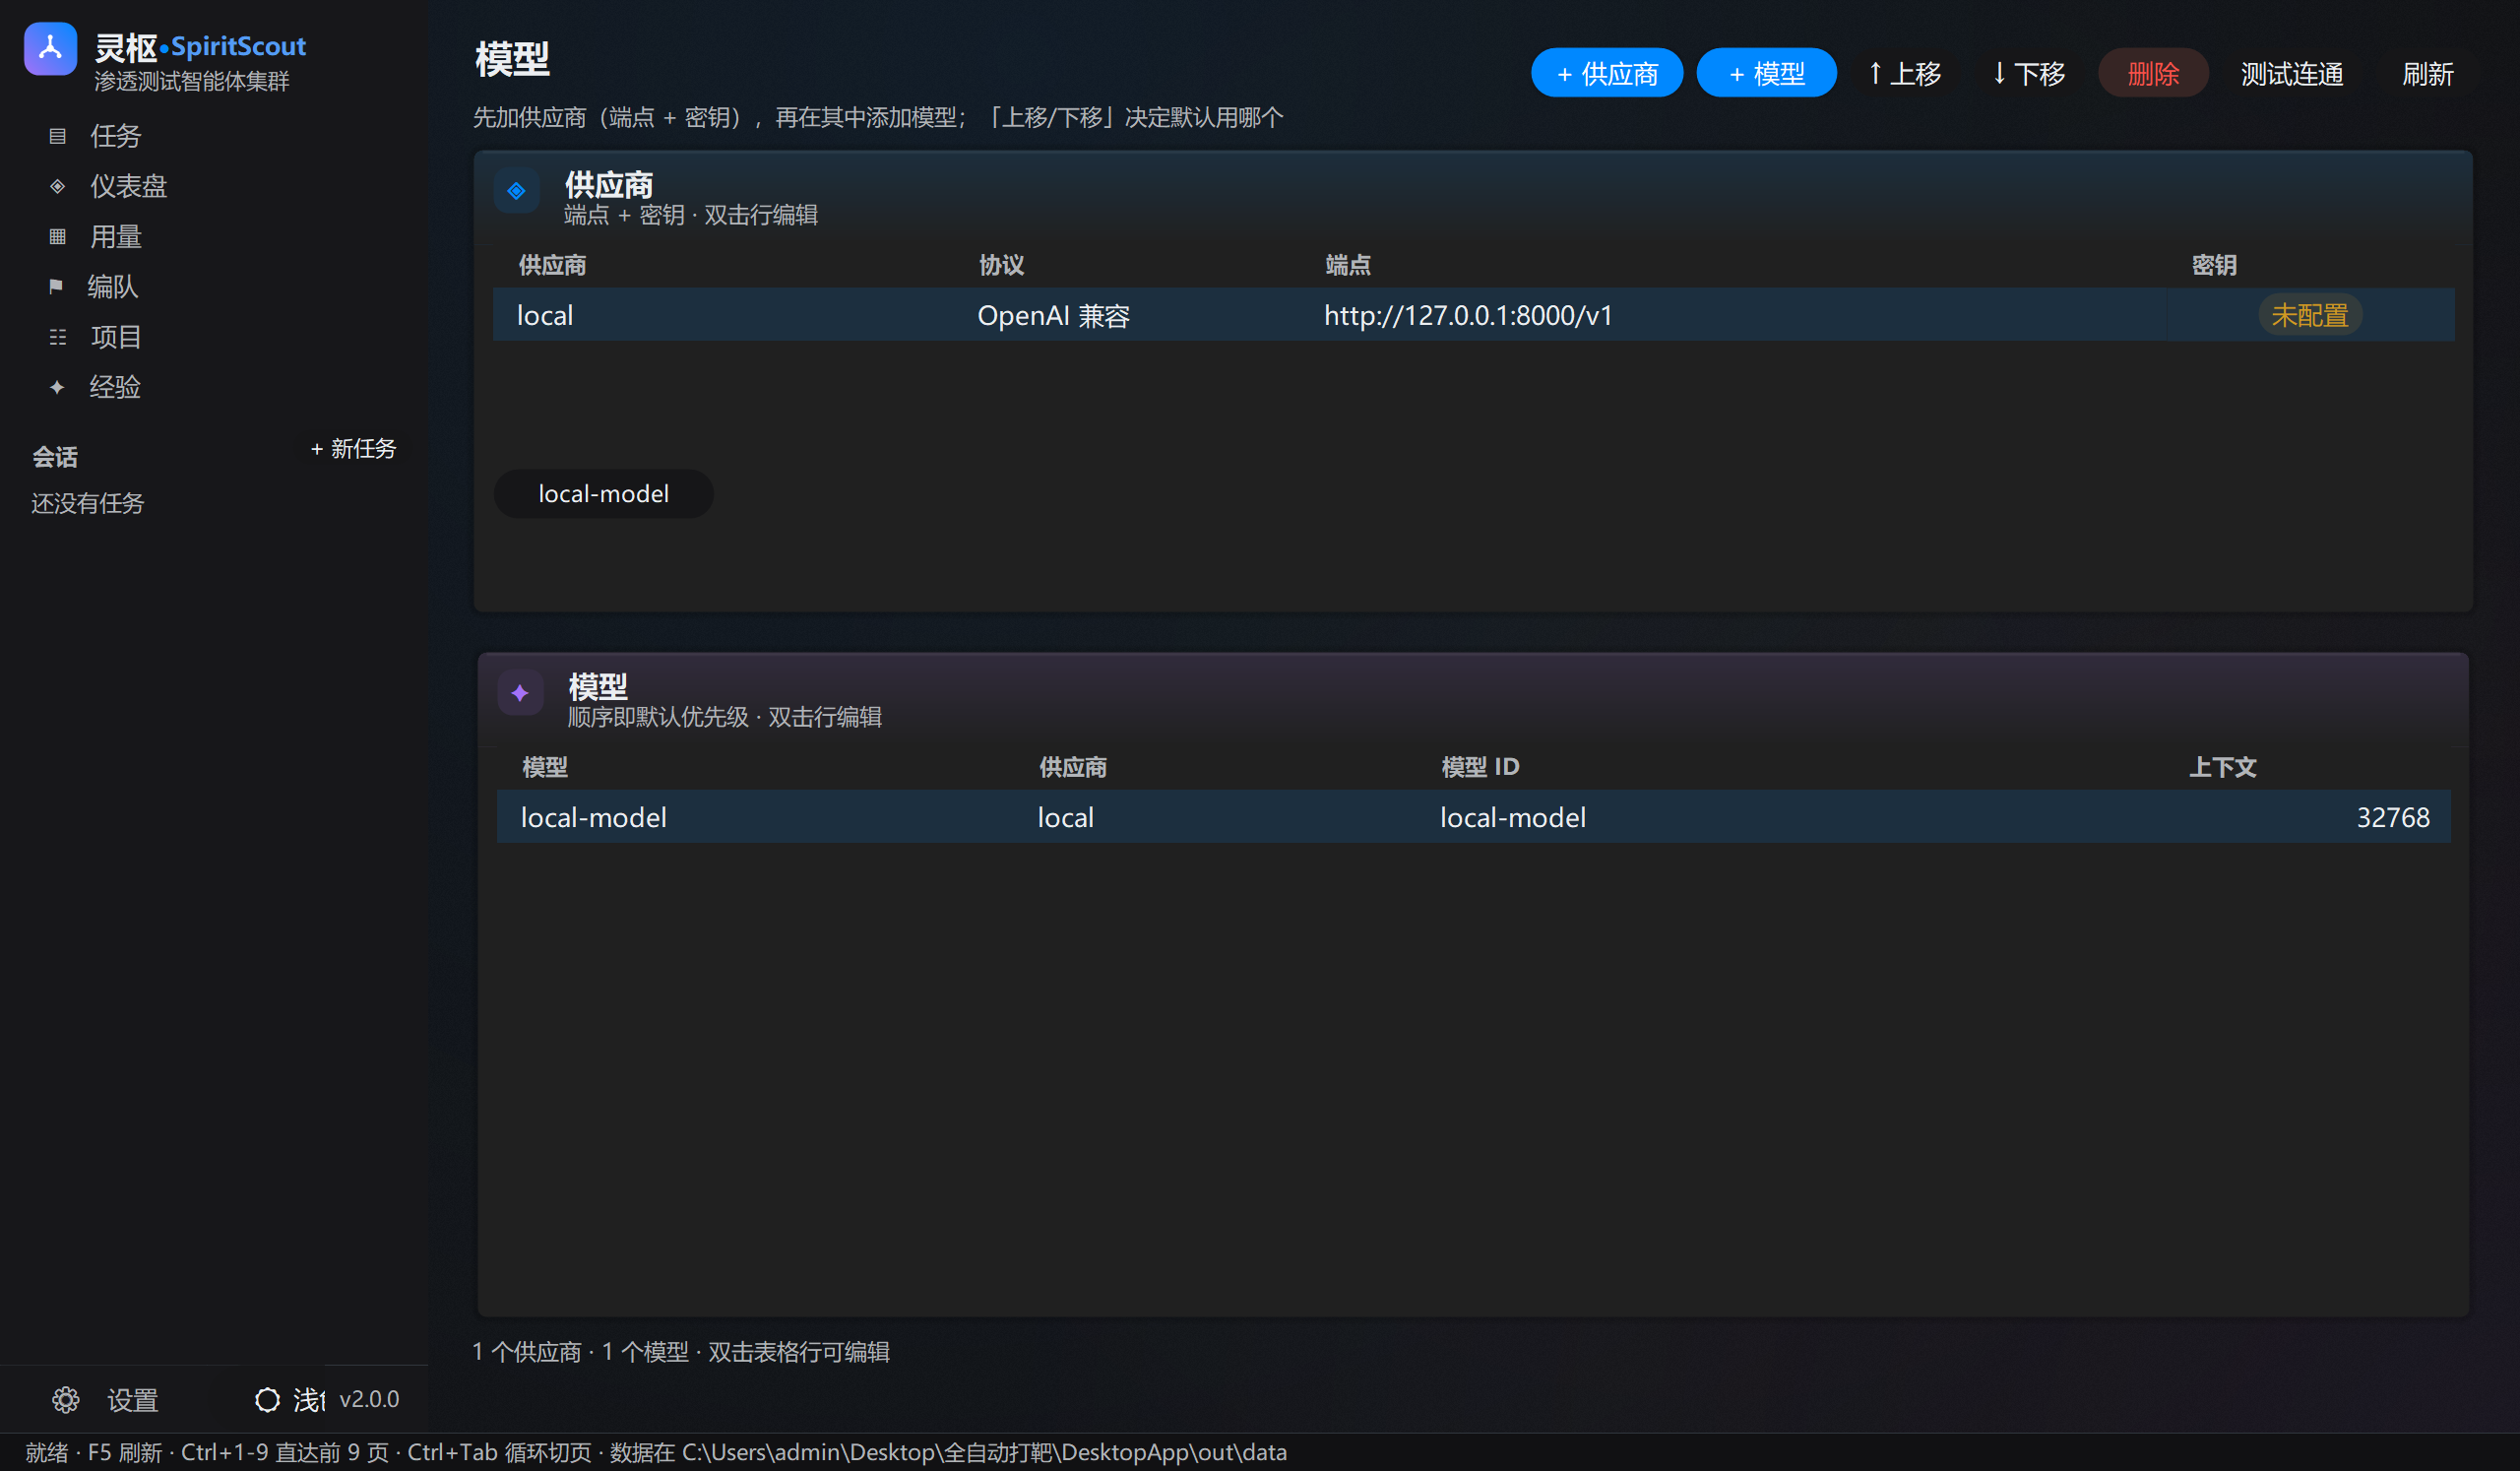 灵枢•SpiritScout
渗透测试智能体集群
任务
仪表盘
用量
编队
项目
经验
会话
+ 新任务
还没有任务
设置
浅
v2.0.0
模型
+ 供应商
+ 模型
↑ 上移
↓ 下移
删除
测试连通
刷新
先加供应商（端点 + 密钥），再在其中添加模型；「上移/下移」决定默认用哪个
供应商
端点 + 密钥 · 双击行编辑
供应商 协议 端点 密钥
local OpenAI 兼容 http://127.0.0.1:8000/v1 未配置
local-model
模型
顺序即默认优先级 · 双击行编辑
模型 供应商 模型 ID 上下文
local-model local local-model 32768
1 个供应商 · 1 个模型 · 双击表格行可编辑
就绪 · F5 刷新 · Ctrl+1-9 直达前 9 页 · Ctrl+Tab 循环切页 · 数据在 C:\Users\admin\Desktop\全自动打靶\DesktopApp\out\data